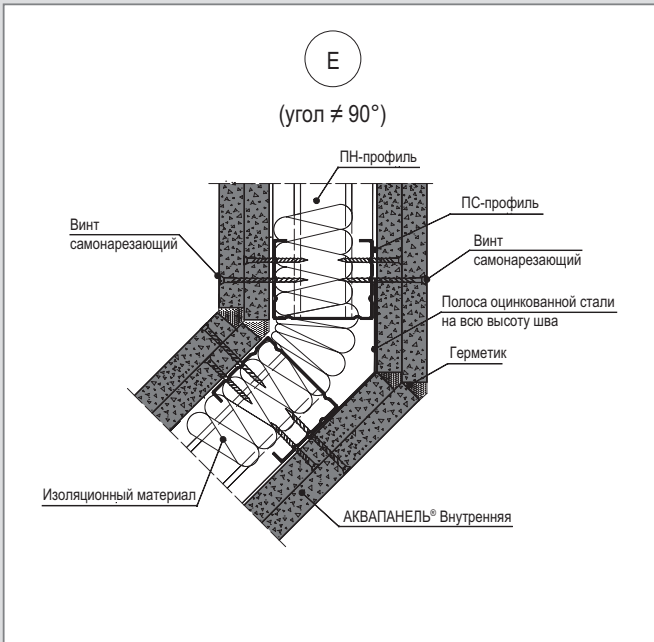 Е
(угол ≠ 90°)
ПН-профиль
ПС-профиль
Винт
самонарезающий
Винт
самонарезающий
Полоса оцинкованной стали
на всю высоту шва
Герметик
Изоляционный материал
АКВАПАНЕЛЬ® Внутренняя